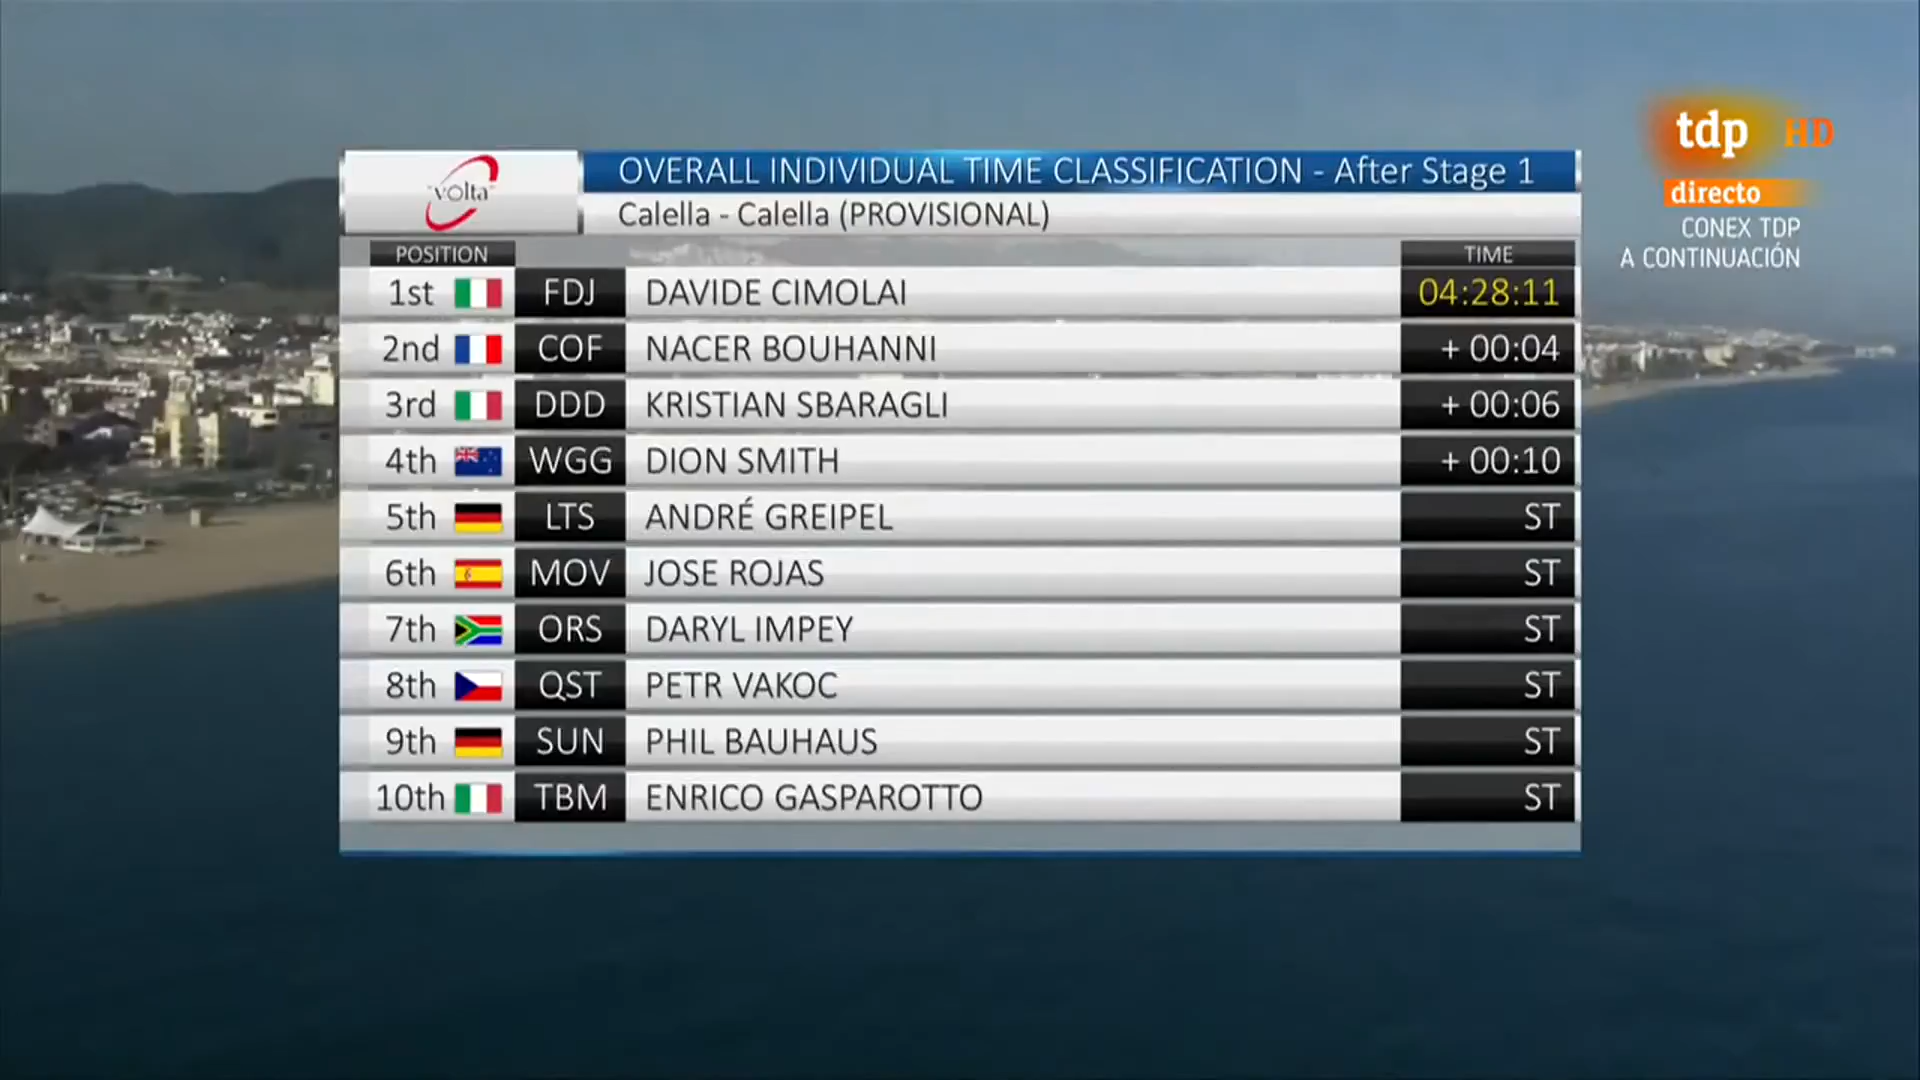 tdp HD
directo
CONEX TDP
A CONTINUACIÓN
volta
OVERALL INDIVIDUAL TIME CLASSIFICATION - After Stage 1
Calella - Calella (PROVISIONAL)
POSITION TIME
1st FDJ DAVIDE CIMOLAI 04:28:11
2nd COF NACER BOUHANNI + 00:04
3rd DDD KRISTIAN SBARAGLI + 00:06
4th WGG DION SMITH + 00:10
5th LTS ANDRÉ GREIPEL ST
6th MOV JOSE ROJAS ST
7th ORS DARYL IMPEY ST
8th QST PETR VAKOC ST
9th SUN PHIL BAUHAUS ST
10th TBM ENRICO GASPAROTTO ST